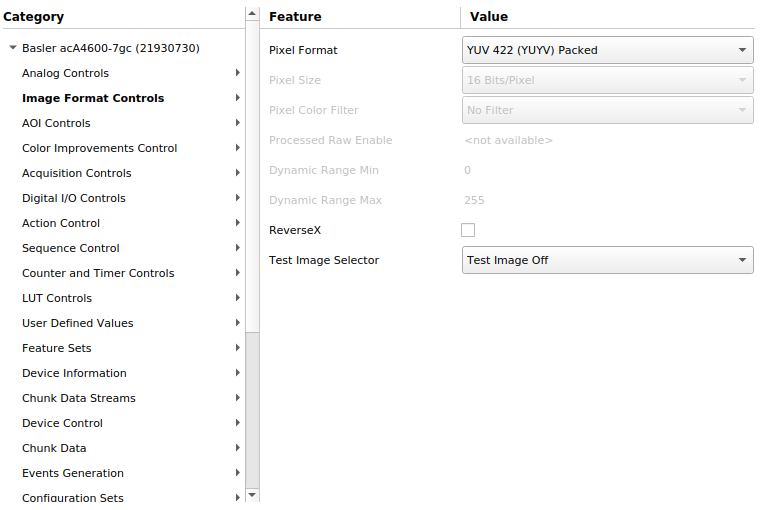 Category
Basler acA4600-7gc (21930730)
Analog Controls
Image Format Controls
AOI Controls
Color Improvements Control
Acquisition Controls
Digital I/O Controls
Action Control
Sequence Control
Counter and Timer Controls
LUT Controls
User Defined Values
Feature Sets
Device Information
Chunk Data Streams
Device Control
Chunk Data
Events Generation
Configuration Sets
Feature Value
Pixel Format YUV 422 (YUYV) Packed
Pixel Size 16 Bits/Pixel
Pixel Color Filter No Filter
Processed Raw Enable <not available>
Dynamic Range Min 0
Dynamic Range Max 255
ReverseX
Test Image Selector Test Image Off